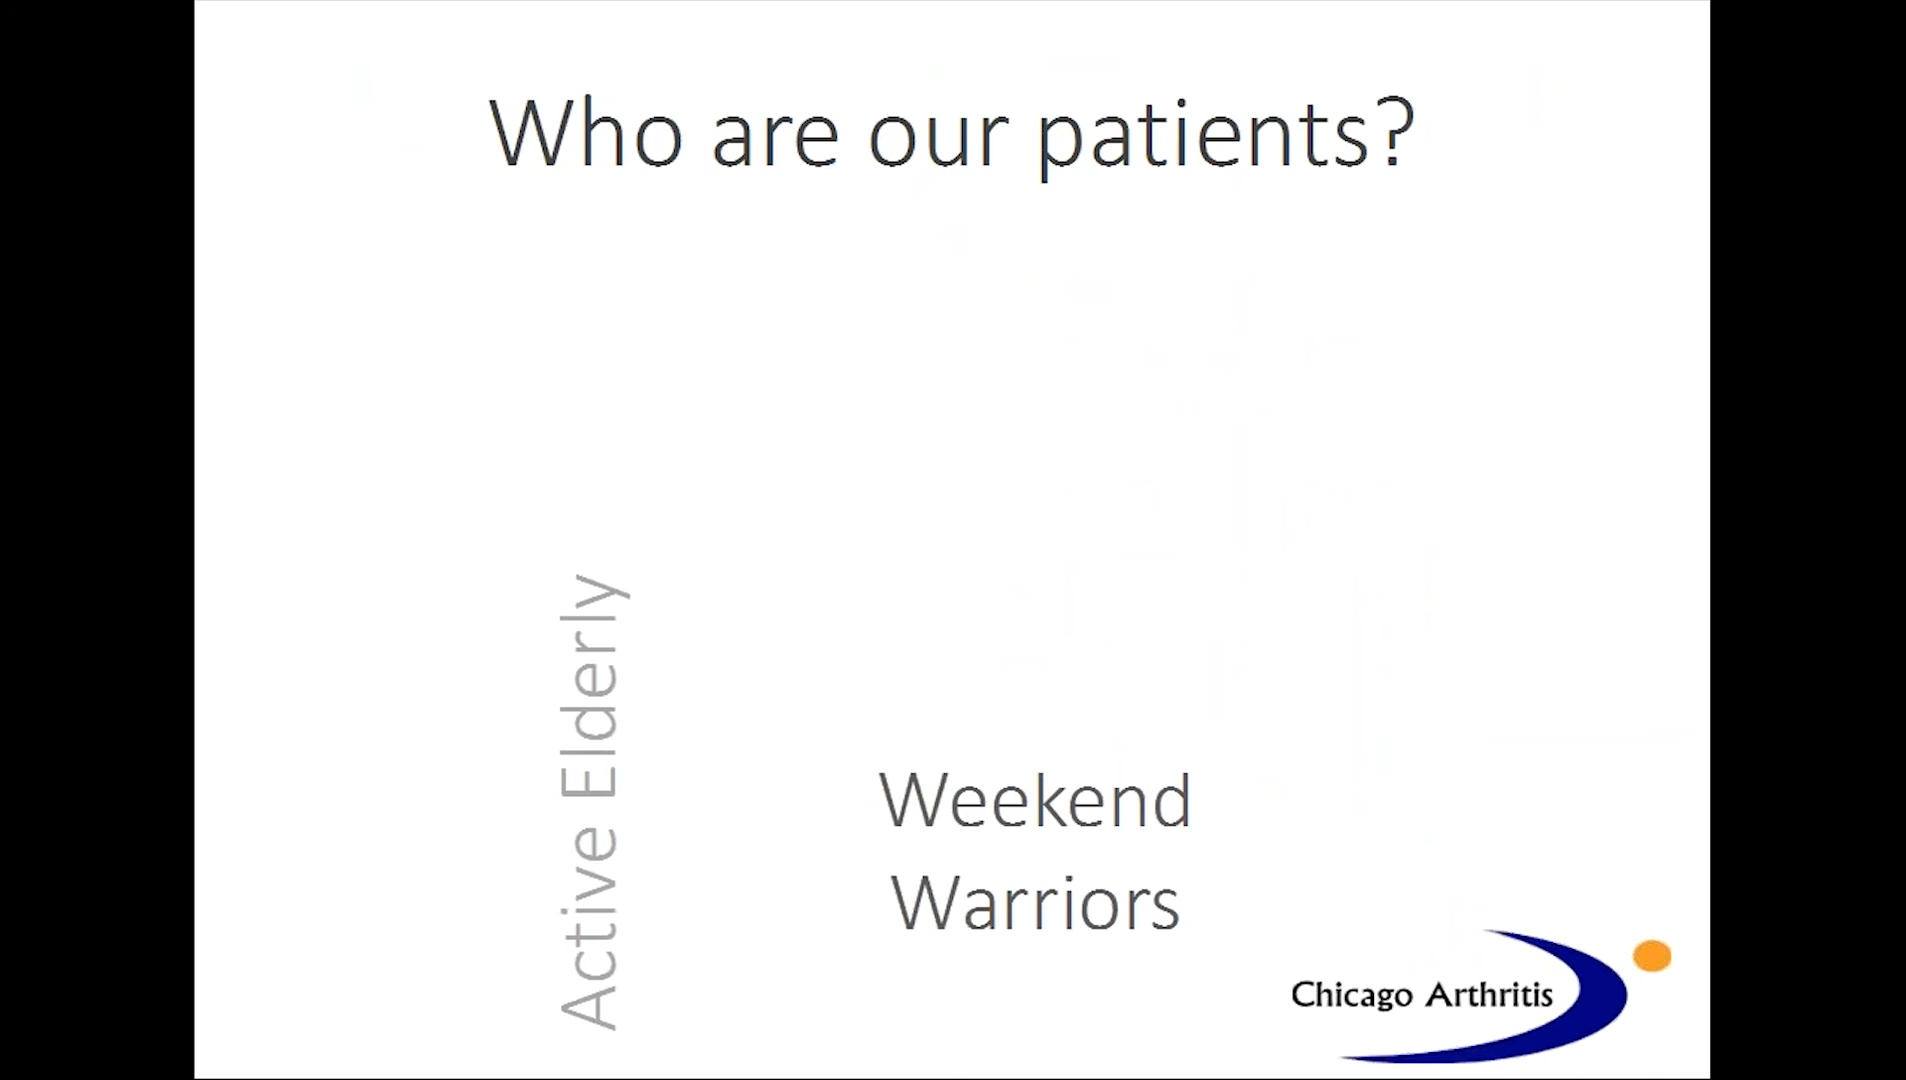 Who are our patients?
Active Elderly
Weekend
Warriors
Chicago Arthritis